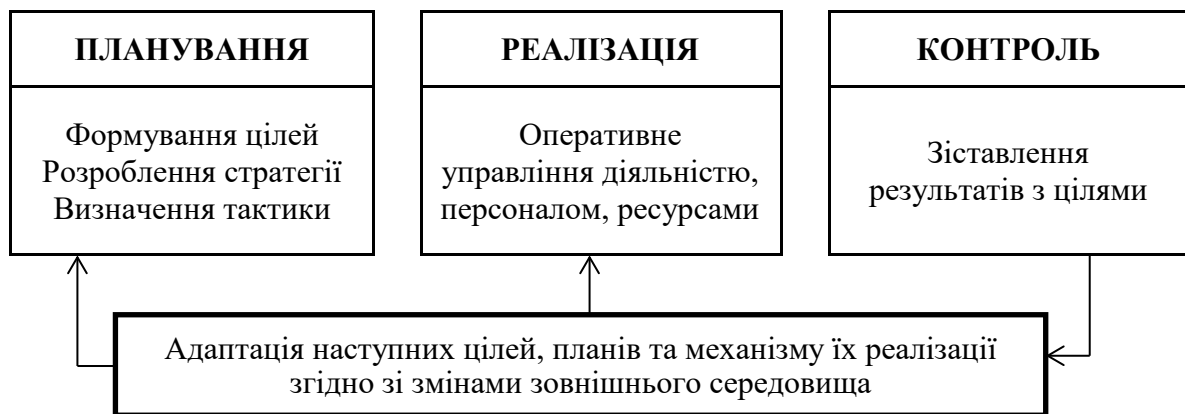 ПЛАНУВАННЯ
Формування цілей
Розроблення стратегії
Визначення тактики
РЕАЛІЗАЦІЯ
Оперативне
управління діяльністю,
персоналом, ресурсами
КОНТРОЛЬ
Зіставлення
результатів з цілями
Адаптація наступних цілей, планів та механізму їх реалізації
згідно зі змінами зовнішнього середовища